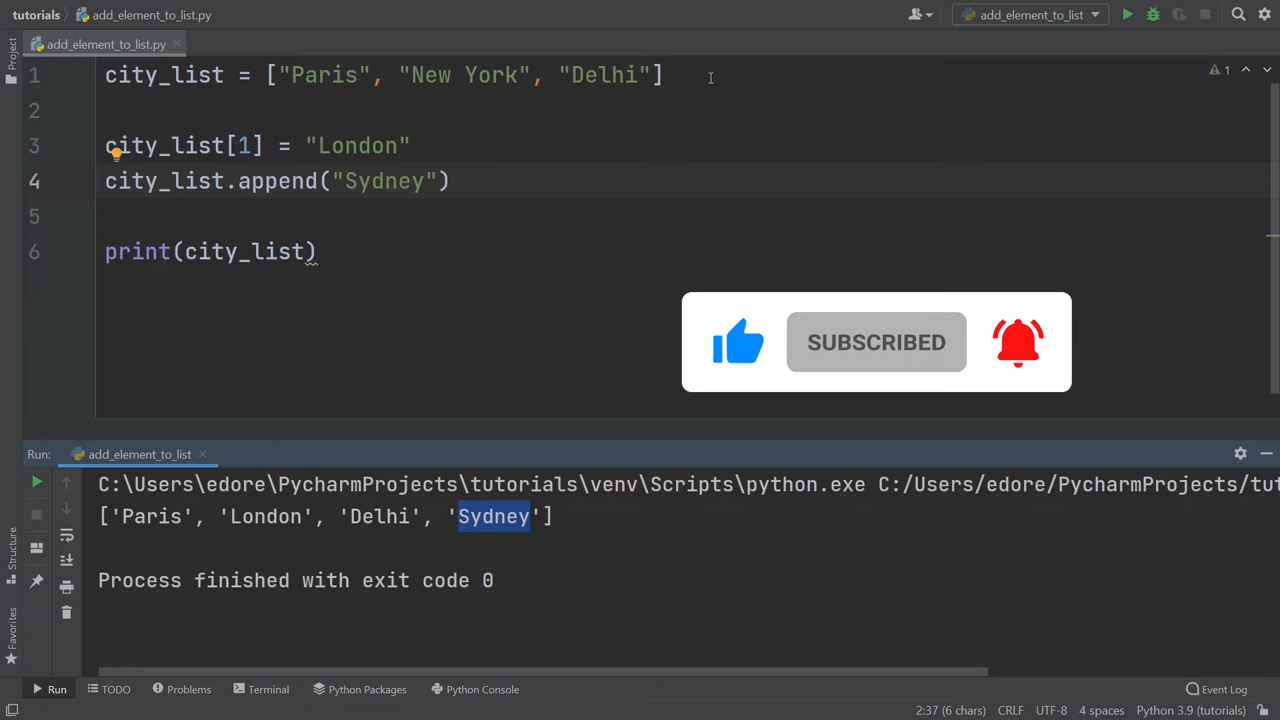 tutorials add_element_to_list.py add_element_to_list
add_element_to_list.py
Project
1 city_list = ["Paris", "New York", "Delhi"]
1
2
3 city_list[1] = "London"
4 city_list.append("Sydney")
5
6 print(city_list)
SUBSCRIBED
Run: add_element_to_list
C:\Users\edore\PycharmProjects\tutorials\venv\Scripts\python.exe C:/Users/edore/PycharmProjects/tut
['Paris', 'London', 'Delhi', 'Sydney']
Process finished with exit code 0
Structure
Favorites
Run TODO Problems Terminal Python Packages Python Console Event Log
2:37 (6 chars) CRLF UTF-8 4 spaces Python 3.9 (tutorials)